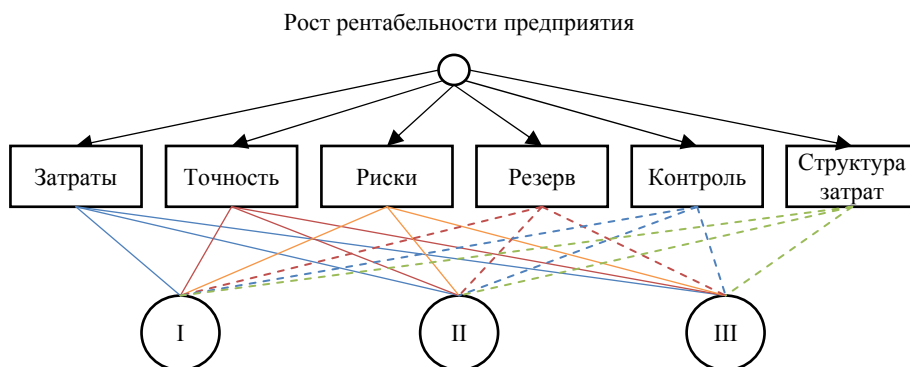 Рост рентабельности предприятия
Затраты
Точность
Риски
Резерв
Контроль
Структура
затрат
I
II
III